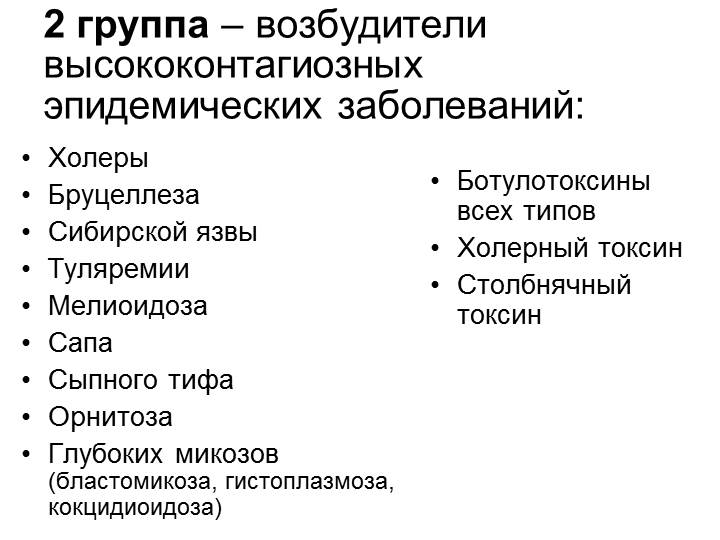 2 группа – возбудители
высококонтагиозных
эпидемических заболеваний:
• Холеры
• Бруцеллеза
• Сибирской язвы
• Туляремии
• Мелиоидоза
• Сапа
• Сыпного тифа
• Орнитоза
• Глубоких микозов
(бластомикоза, гистоплазмоза,
кокцидиоидоза)
• Ботулотоксины
всех типов
• Холерный токсин
• Столбнячный
токсин